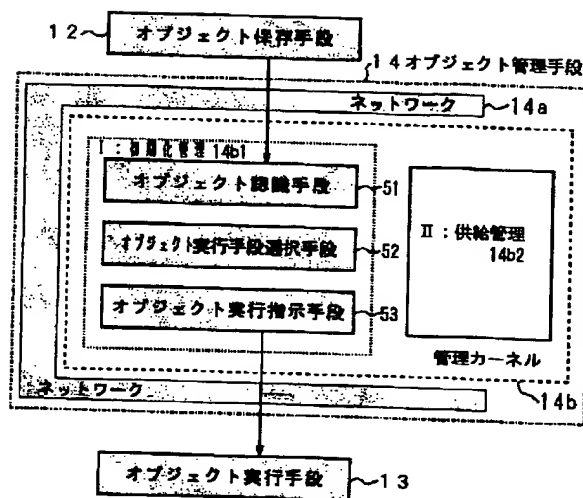 12
オブジェクト保存手段
14オブジェクト管理手段
ネットワーク
14a
I:初期化管理 14b1
オブジェクト認識手段
51
オブジェクト実行手段選択手段
52
オブジェクト実行指示手段
53
II:供給管理
14b2
管理カーネル
ネットワーク
14b
オブジェクト実行手段
13